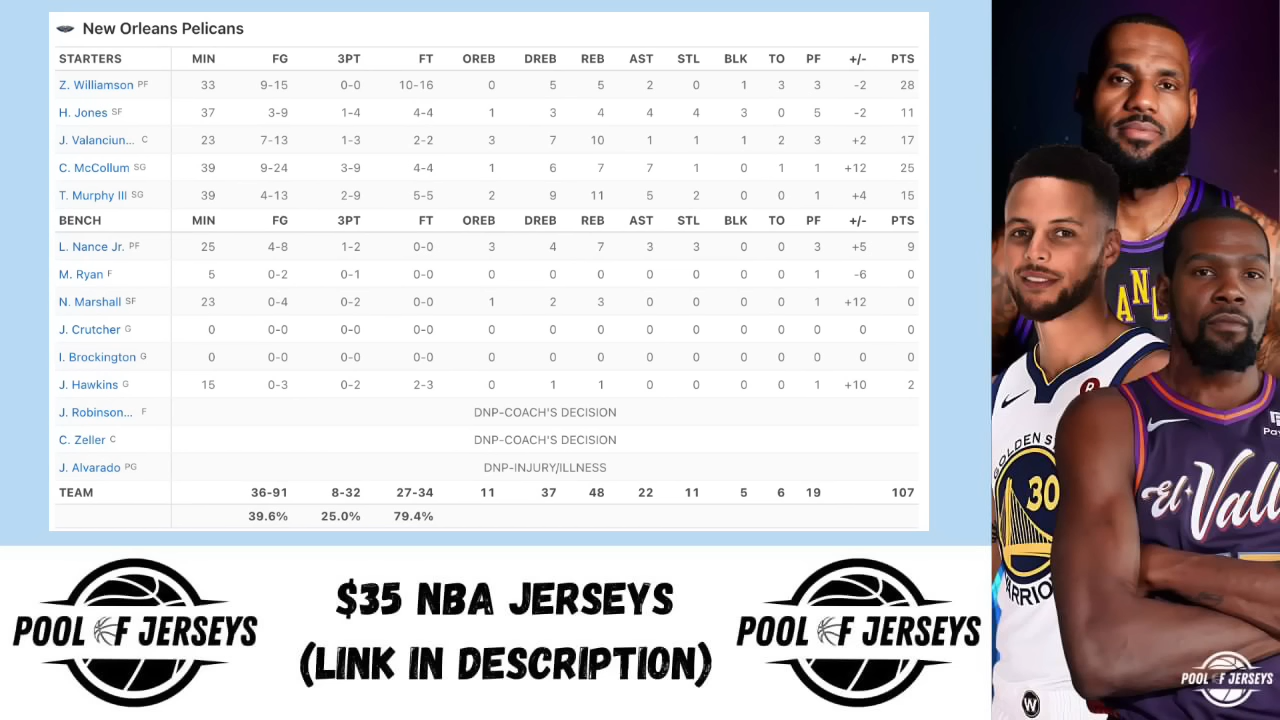 New Orleans Pelicans
STARTERS MIN FG 3PT FT OREB DREB REB AST STL BLK TO PF +/- PTS
Z. Williamson PF 33 9-15 0-0 10-16 0 5 5 2 0 1 3 3 -2 28
H. Jones SF 37 3-9 1-4 4-4 1 3 4 4 4 3 0 5 -2 11
J. Valanciun... C 23 7-13 1-3 2-2 3 7 10 1 1 1 2 2 +2 17
C. McCollum SG 39 9-24 3-9 4-4 1 6 7 7 1 0 1 1 +12 25
T. Murphy III SG 39 4-13 2-9 5-5 2 9 11 5 2 0 0 1 +4 15
BENCH MIN FG 3PT FT OREB DREB REB AST STL BLK TO PF +/- PTS
L. Nance Jr. PF 25 4-8 1-2 0-0 3 4 7 3 3 0 0 3 +5 9
M. Ryan F 5 0-2 0-1 0-0 0 0 0 0 0 0 0 1 -6 0
N. Marshall SF 23 0-4 0-2 0-0 1 2 3 0 0 0 0 1 +12 0
J. Crutcher G 0 0-0 0-0 0-0 0 0 0 0 0 0 0 0 0 0
I. Brockington G 0 0-0 0-0 0-0 0 0 0 0 0 0 0 0 0 0
J. Hawkins G 15 0-3 0-2 2-3 0 1 1 0 0 0 0 1 +10 2
J. Robinson... F DNP-COACH'S DECISION
C. Zeller C DNP-COACH'S DECISION
J. Alvarado PG DNP-INJURY/ILLNESS
TEAM 36-91 8-32 27-34 11 37 48 22 11 5 6 19 107
39.6% 25.0% 79.4%
POOL OF JERSEYS
$35 NBA JERSEYS
(LINK IN DESCRIPTION)
POOL OF JERSEYS
ANG
R
GOLDEN S
30
ARRIO
W
Pay
El Vall
POOL OF JERSEYS